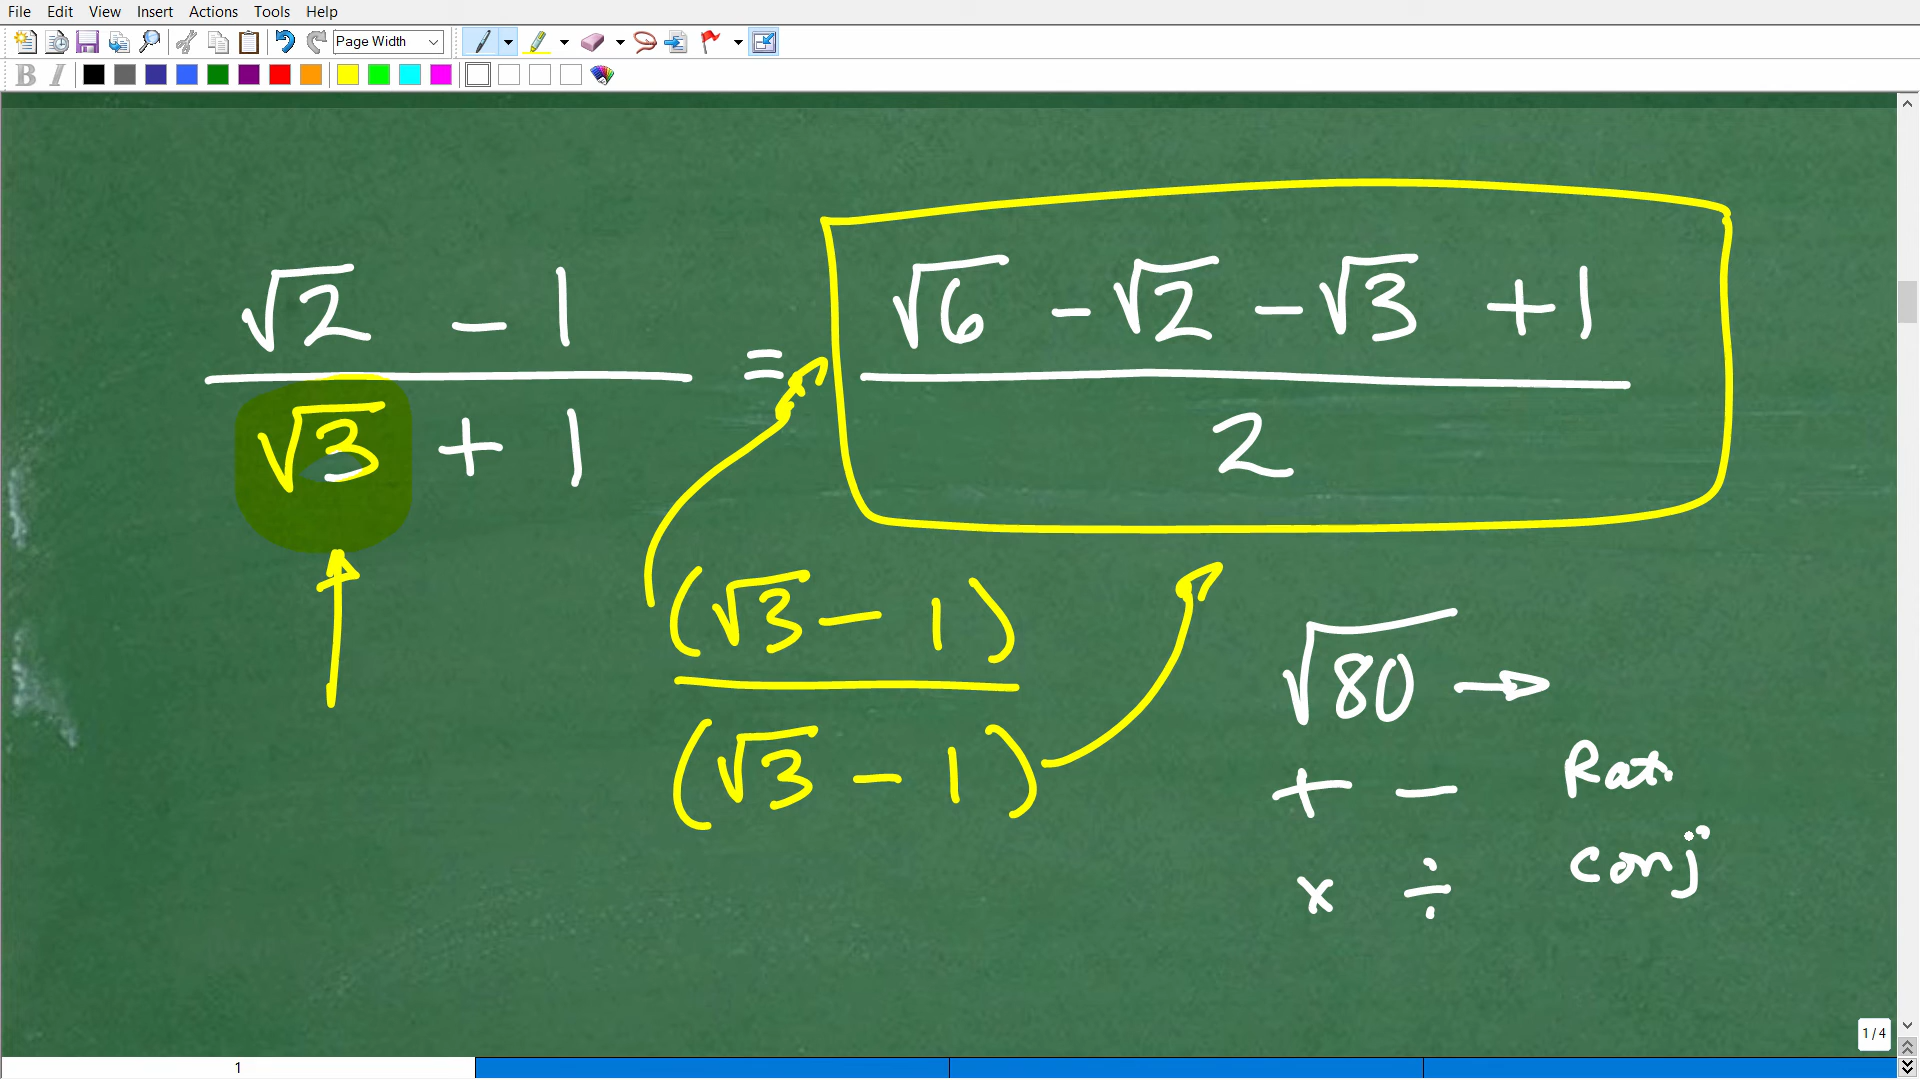 File Edit View Insert Actions Tools Help
Page Width
B I
√2 - 1
√3 + 1
=
√6 - √2 - √3 + 1
2
(√3 - 1)
(√3 - 1)
√80 →
+ -
x ÷
Rat.
conj
1 / 4
1